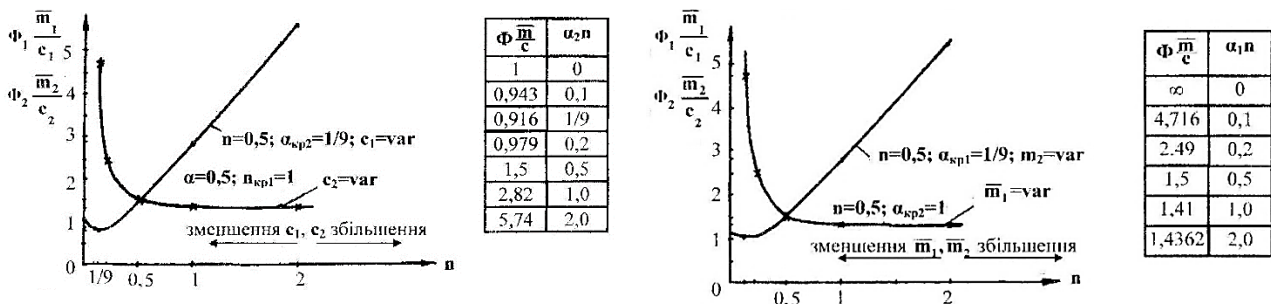 Φ₁ m̅₁/c₁
Φ₂ m̅₂/c₂
5
4
3
2
1
0
n=0,5; α_кр2=1/9; c₁=var
α=0,5; n_кр1=1
c₂=var
зменшення c₁, c₂ збільшення
1/9 0,5 1 2 n
Φ m̅/c α₂n
1 0
0,943 0,1
0,916 1/9
0,979 0,2
1,5 0,5
2,82 1,0
5,74 2,0
Φ₁ m̅₁/c₁
Φ₂ m̅₂/c₂
5
4
3
2
1
0
n=0,5; α_кр1=1/9; m₂=var
m̅₁=var
n=0,5; α_кр2=1
зменшення m̅₁, m̅₂ збільшення
0,5 1 2 n
Φ m̅/c α₁n
∞ 0
4,716 0,1
2.49 0,2
1,5 0,5
1,41 1,0
1,4362 2,0